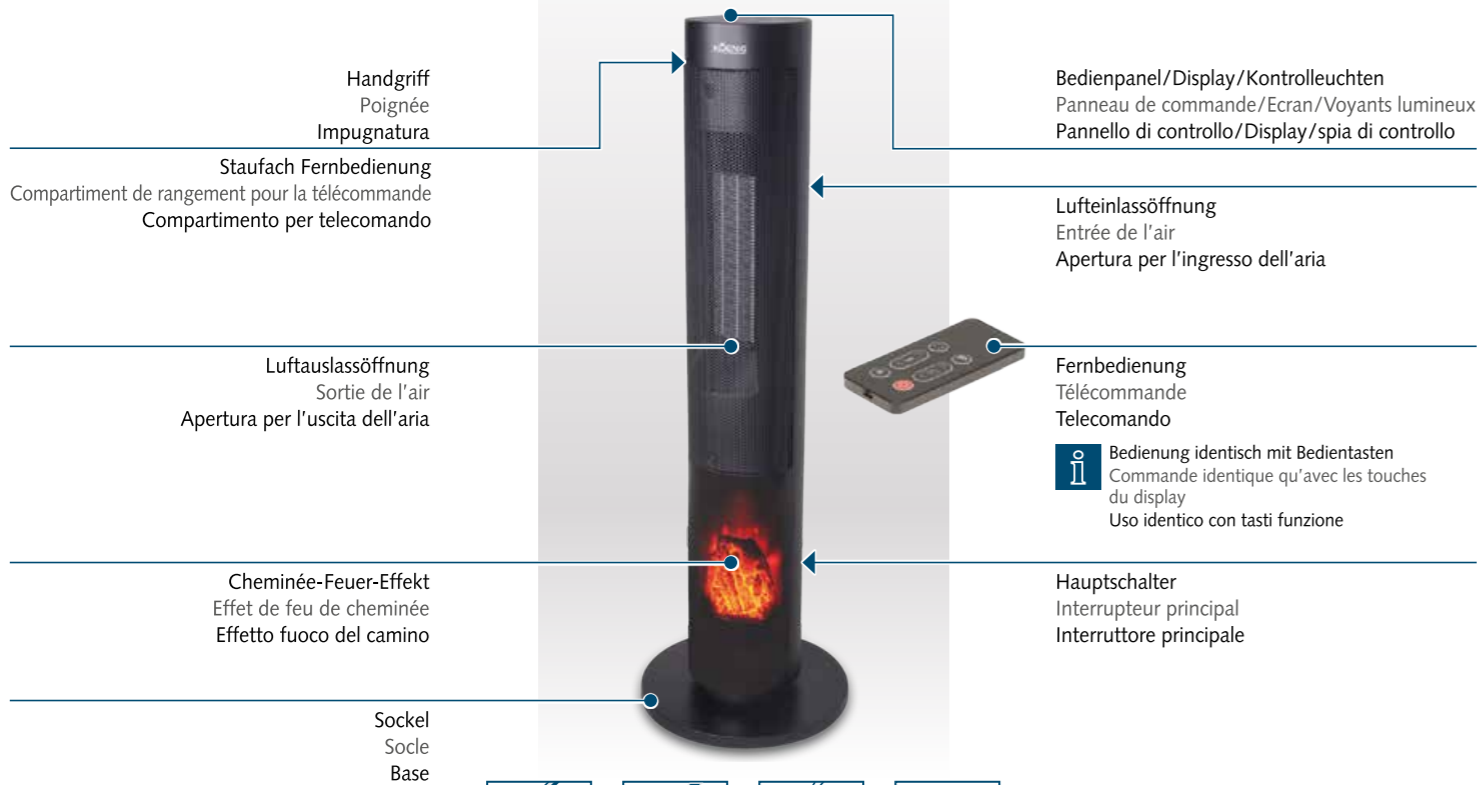 KOENIG
Handgriff
Poignée
Impugnatura
Staufach Fernbedienung
Compartiment de rangement pour la télécommande
Compartimento per telecomando
Luftauslassöffnung
Sortie de l'air
Apertura per l'uscita dell'aria
Cheminée-Feuer-Effekt
Effet de feu de cheminée
Effetto fuoco del camino
Sockel
Socle
Base
Bedienpanel/Display/Kontrolleuchten
Panneau de commande/Ecran/Voyants lumineux
Pannello di controllo/Display/spia di controllo
Lufteinlassöffnung
Entrée de l'air
Apertura per l'ingresso dell'aria
Fernbedienung
Télécommande
Telecomando
Bedienung identisch mit Bedientasten
Commande identique qu'avec les touches
du display
Uso identico con tasti funzione
Hauptschalter
Interrupteur principal
Interruttore principale